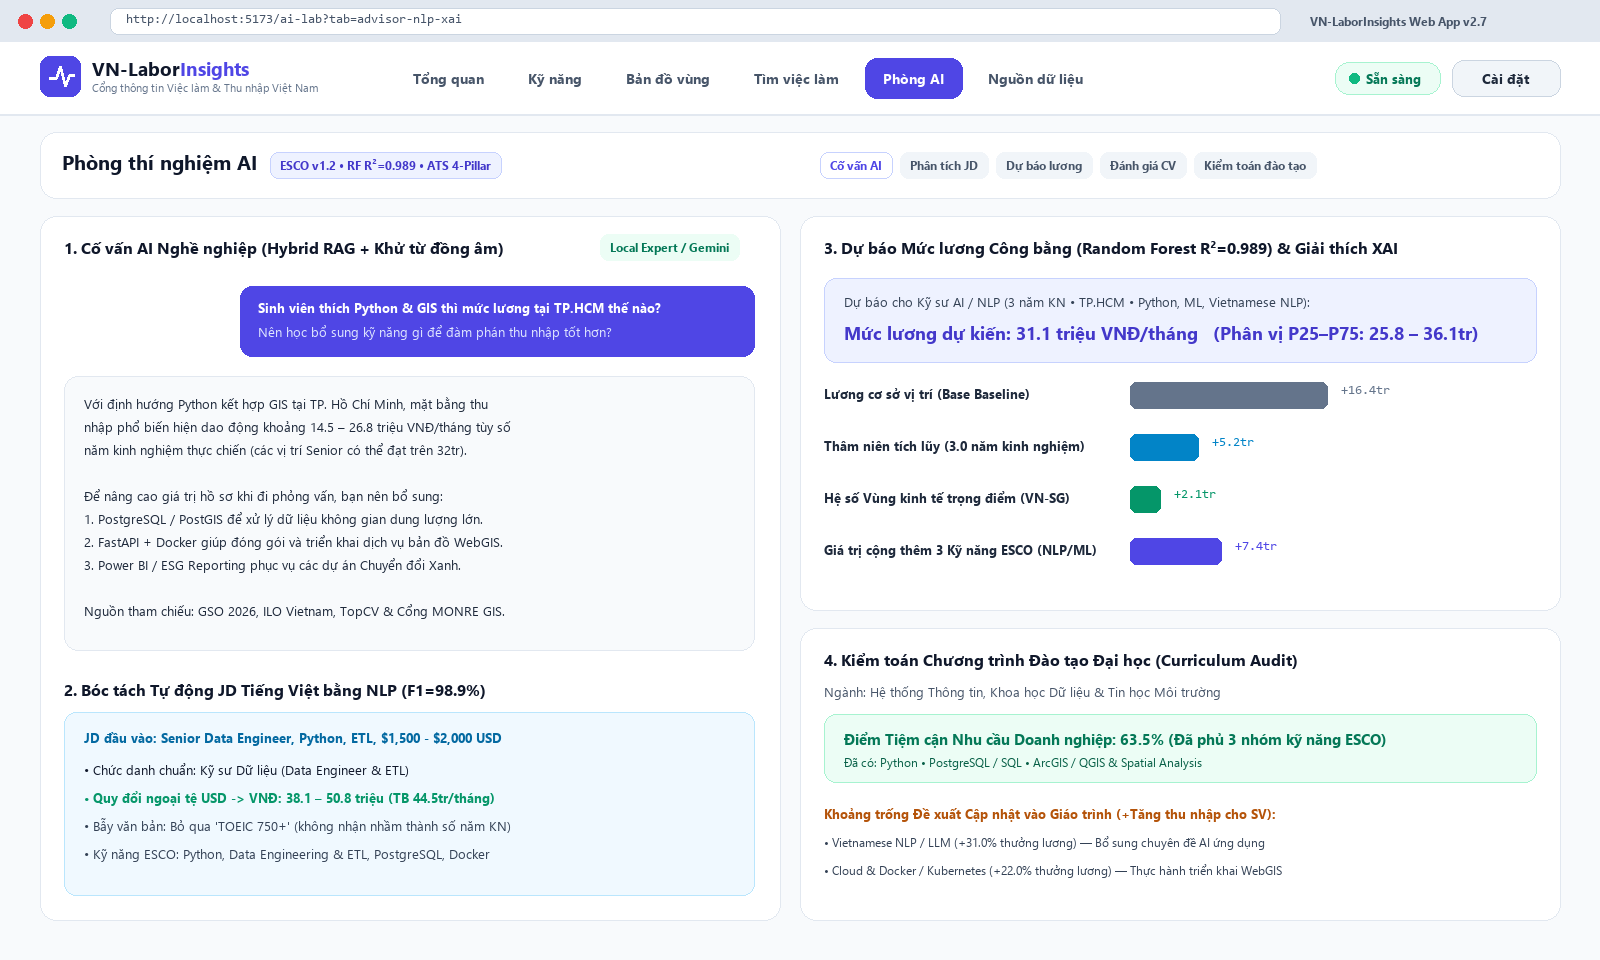 http://localhost:5173/ai-lab?tab=advisor-nlp-xai
VN-LaborInsights Web App v2.7
VN-LaborInsights
Cổng thông tin Việc làm & Thu nhập Việt Nam
Tổng quan
Kỹ năng
Bản đồ vùng
Tìm việc làm
Phòng AI
Nguồn dữ liệu
Sẵn sàng
Cài đặt
Phòng thí nghiệm AI
ESCO v1.2 • RF R²=0.989 • ATS 4-Pillar
Cố vấn AI
Phân tích JD
Dự báo lương
Đánh giá CV
Kiểm toán đào tạo
1. Cố vấn AI Nghề nghiệp (Hybrid RAG + Khử từ đồng âm)
Local Expert / Gemini
Sinh viên thích Python & GIS thì mức lương tại TP.HCM thế nào?
Nên học bổ sung kỹ năng gì để đàm phán thu nhập tốt hơn?
Với định hướng Python kết hợp GIS tại TP. Hồ Chí Minh, mặt bằng thu
nhập phổ biến hiện dao động khoảng 14.5 – 26.8 triệu VNĐ/tháng tùy số
năm kinh nghiệm thực chiến (các vị trí Senior có thể đạt trên 32tr).
Để nâng cao giá trị hồ sơ khi đi phỏng vấn, bạn nên bổ sung:
1. PostgreSQL / PostGIS để xử lý dữ liệu không gian dung lượng lớn.
2. FastAPI + Docker giúp đóng gói và triển khai dịch vụ bản đồ WebGIS.
3. Power BI / ESG Reporting phục vụ các dự án Chuyển đổi Xanh.
Nguồn tham chiếu: GSO 2026, ILO Vietnam, TopCV & Cổng MONRE GIS.
2. Bóc tách Tự động JD Tiếng Việt bằng NLP (F1=98.9%)
JD đầu vào: Senior Data Engineer, Python, ETL, $1,500 - $2,000 USD
• Chức danh chuẩn: Kỹ sư Dữ liệu (Data Engineer & ETL)
• Quy đổi ngoại tệ USD -> VNĐ: 38.1 – 50.8 triệu (TB 44.5tr/tháng)
• Bẫy văn bản: Bỏ qua 'TOEIC 750+' (không nhận nhầm thành số năm KN)
• Kỹ năng ESCO: Python, Data Engineering & ETL, PostgreSQL, Docker
3. Dự báo Mức lương Công bằng (Random Forest R²=0.989) & Giải thích XAI
Dự báo cho Kỹ sư AI / NLP (3 năm KN • TP.HCM • Python, ML, Vietnamese NLP):
Mức lương dự kiến: 31.1 triệu VNĐ/tháng (Phân vị P25–P75: 25.8 – 36.1tr)
Lương cơ sở vị trí (Base Baseline)
+16.4tr
Thâm niên tích lũy (3.0 năm kinh nghiệm)
+5.2tr
Hệ số Vùng kinh tế trọng điểm (VN-SG)
+2.1tr
Giá trị cộng thêm 3 Kỹ năng ESCO (NLP/ML)
+7.4tr
4. Kiểm toán Chương trình Đào tạo Đại học (Curriculum Audit)
Ngành: Hệ thống Thông tin, Khoa học Dữ liệu & Tin học Môi trường
Điểm Tiệm cận Nhu cầu Doanh nghiệp: 63.5% (Đã phủ 3 nhóm kỹ năng ESCO)
Đã có: Python • PostgreSQL / SQL • ArcGIS / QGIS & Spatial Analysis
Khoảng trống Đề xuất Cập nhật vào Giáo trình (+Tăng thu nhập cho SV):
• Vietnamese NLP / LLM (+31.0% thưởng lương) — Bổ sung chuyên đề AI ứng dụng
• Cloud & Docker / Kubernetes (+22.0% thưởng lương) — Thực hành triển khai WebGIS